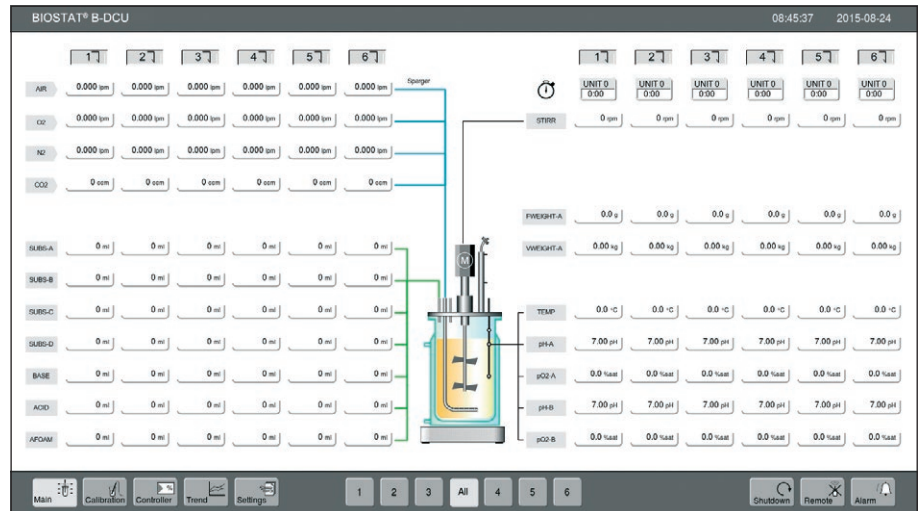 BIOSTAT® B-DCU 08:45:37 2015-08-24
1 2 3 4 5 6 1 2 3 4 5 6
AIR 0.000 lpm 0.000 lpm 0.000 lpm 0.000 lpm 0.000 lpm 0.000 lpm Sparger UNIT 0 UNIT 0 UNIT 0 UNIT 0 UNIT 0 UNIT 0
0:00 0:00 0:00 0:00 0:00 0:00
O2 0.000 lpm 0.000 lpm 0.000 lpm 0.000 lpm 0.000 lpm 0.000 lpm STIRR 0 rpm 0 rpm 0 rpm 0 rpm 0 rpm 0 rpm
N2 0.000 lpm 0.000 lpm 0.000 lpm 0.000 lpm 0.000 lpm 0.000 lpm
CO2 0 ccm 0 ccm 0 ccm 0 ccm 0 ccm 0 ccm
FWEIGHT-A 0.0 g 0.0 g 0.0 g 0.0 g 0.0 g 0.0 g
SUBS-A 0 ml 0 ml 0 ml 0 ml 0 ml 0 ml VWEIGHT-A 0.00 kg 0.00 kg 0.00 kg 0.00 kg 0.00 kg 0.00 kg
M
SUBS-B 0 ml 0 ml 0 ml 0 ml 0 ml 0 ml
SUBS-C 0 ml 0 ml 0 ml 0 ml 0 ml 0 ml TEMP 0.0 °C 0.0 °C 0.0 °C 0.0 °C 0.0 °C 0.0 °C
SUBS-D 0 ml 0 ml 0 ml 0 ml 0 ml 0 ml pH-A 7.00 pH 7.00 pH 7.00 pH 7.00 pH 7.00 pH 7.00 pH
BASE 0 ml 0 ml 0 ml 0 ml 0 ml 0 ml pO2-A 0.0 %sat 0.0 %sat 0.0 %sat 0.0 %sat 0.0 %sat 0.0 %sat
ACID 0 ml 0 ml 0 ml 0 ml 0 ml 0 ml pH-B 7.00 pH 7.00 pH 7.00 pH 7.00 pH 7.00 pH 7.00 pH
AFOAM 0 ml 0 ml 0 ml 0 ml 0 ml 0 ml pO2-B 0.0 %sat 0.0 %sat 0.0 %sat 0.0 %sat 0.0 %sat 0.0 %sat
Main Calibration Controller Trend Settings 1 2 3 All 4 5 6 Shutdown Remote Alarm